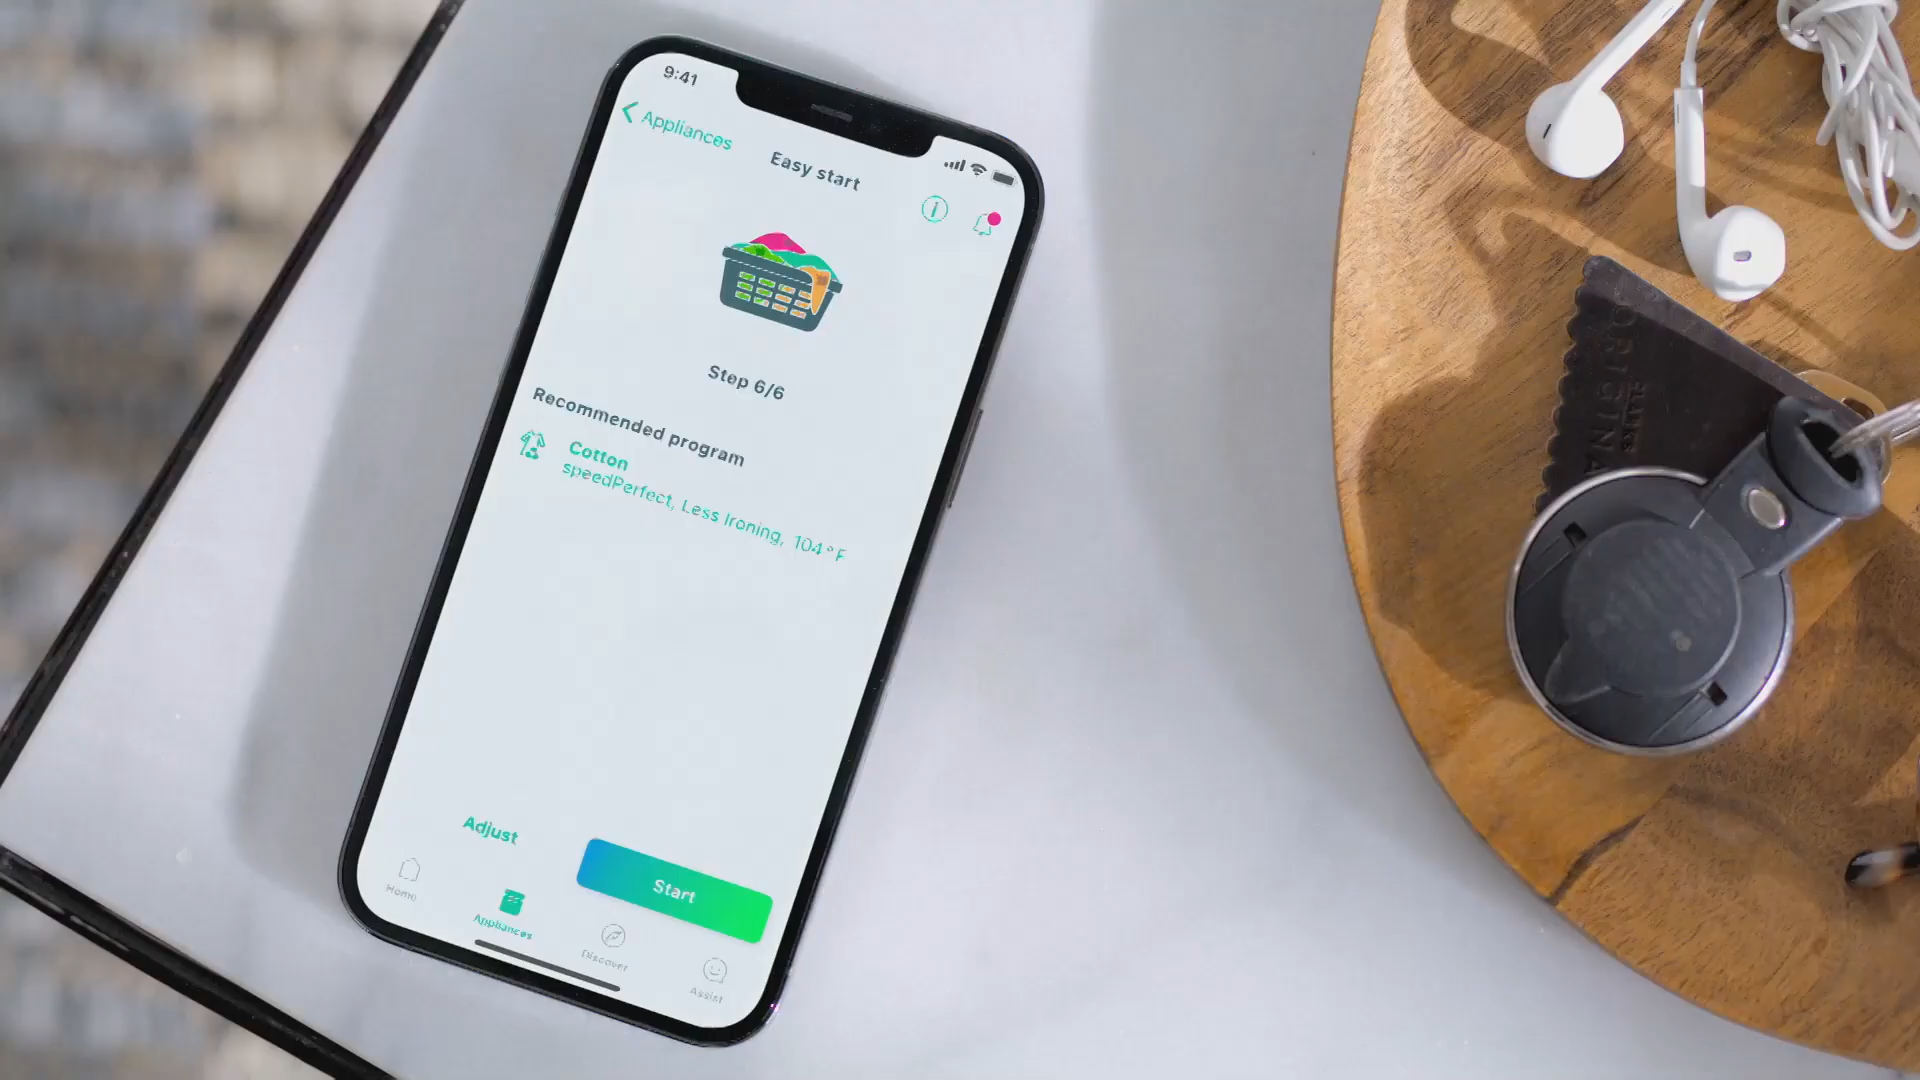 9:41
Appliances
Easy start
Step 6/6
Recommended program
Cotton
speedPerfect, Less Ironing, 104°F
Adjust
Start
Home
Appliances
Discover
Assist
ORIGINA